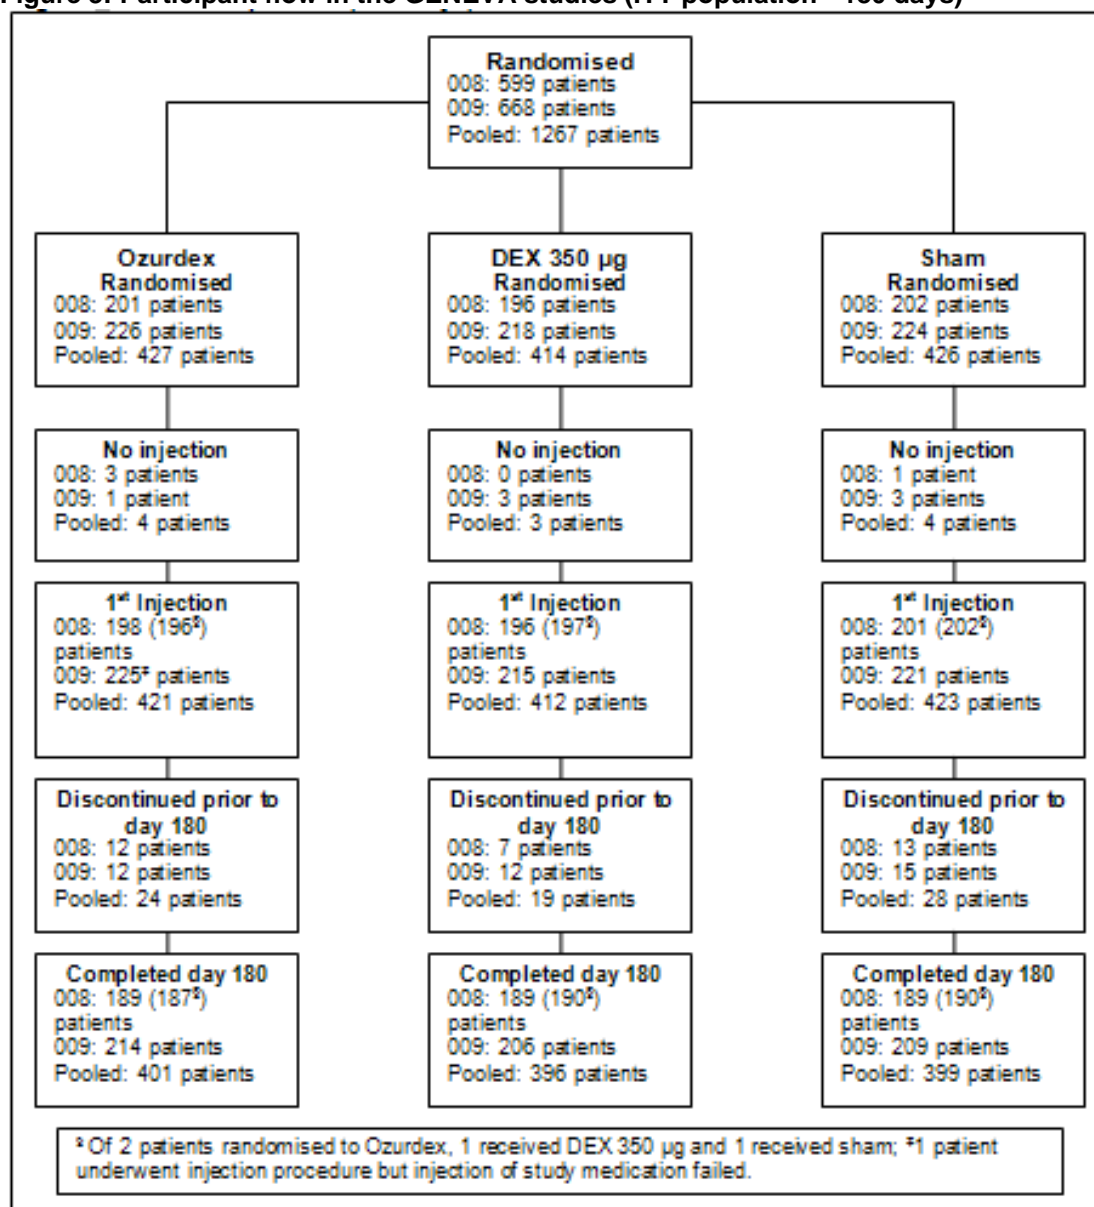 Participant flow in the GENEVA studies (ITT population 180 days)
Randomised
008: 599 patients
009: 668 patients
Pooled: 1267 patients
Ozurdex
Randomised
008: 201 patients
009: 226 patients
Pooled: 427 patients
DEX 350 µg
Randomised
008: 196 patients
009: 218 patients
Pooled: 414 patients
Sham
Randomised
008: 202 patients
009: 224 patients
Pooled: 426 patients
No injection
008: 3 patients
009: 1 patient
Pooled: 4 patients
No injection
008: 0 patients
009: 3 patients
Pooled: 3 patients
No injection
008: 1 patient
009: 3 patients
Pooled: 4 patients
1st Injection
008: 198 (196$)
patients
009: 225‡ patients
Pooled: 421 patients
1st Injection
008: 196 (197$)
patients
009: 215 patients
Pooled: 412 patients
1st Injection
008: 201 (202$)
patients
009: 221 patients
Pooled: 423 patients
Discontinued prior to
day 180
008: 12 patients
009: 12 patients
Pooled: 24 patients
Discontinued prior to
day 180
008: 7 patients
009: 12 patients
Pooled: 19 patients
Discontinued prior to
day 180
008: 13 patients
009: 15 patients
Pooled: 28 patients
Completed day 180
008: 189 (187$)
patients
009: 214 patients
Pooled: 401 patients
Completed day 180
008: 189 (190$)
patients
009: 206 patients
Pooled: 396 patients
Completed day 180
008: 189 (190$)
patients
009: 209 patients
Pooled: 399 patients
$ Of 2 patients randomised to Ozurdex, 1 received DEX 350 µg and 1 received sham; ‡1 patient
underwent injection procedure but injection of study medication failed.